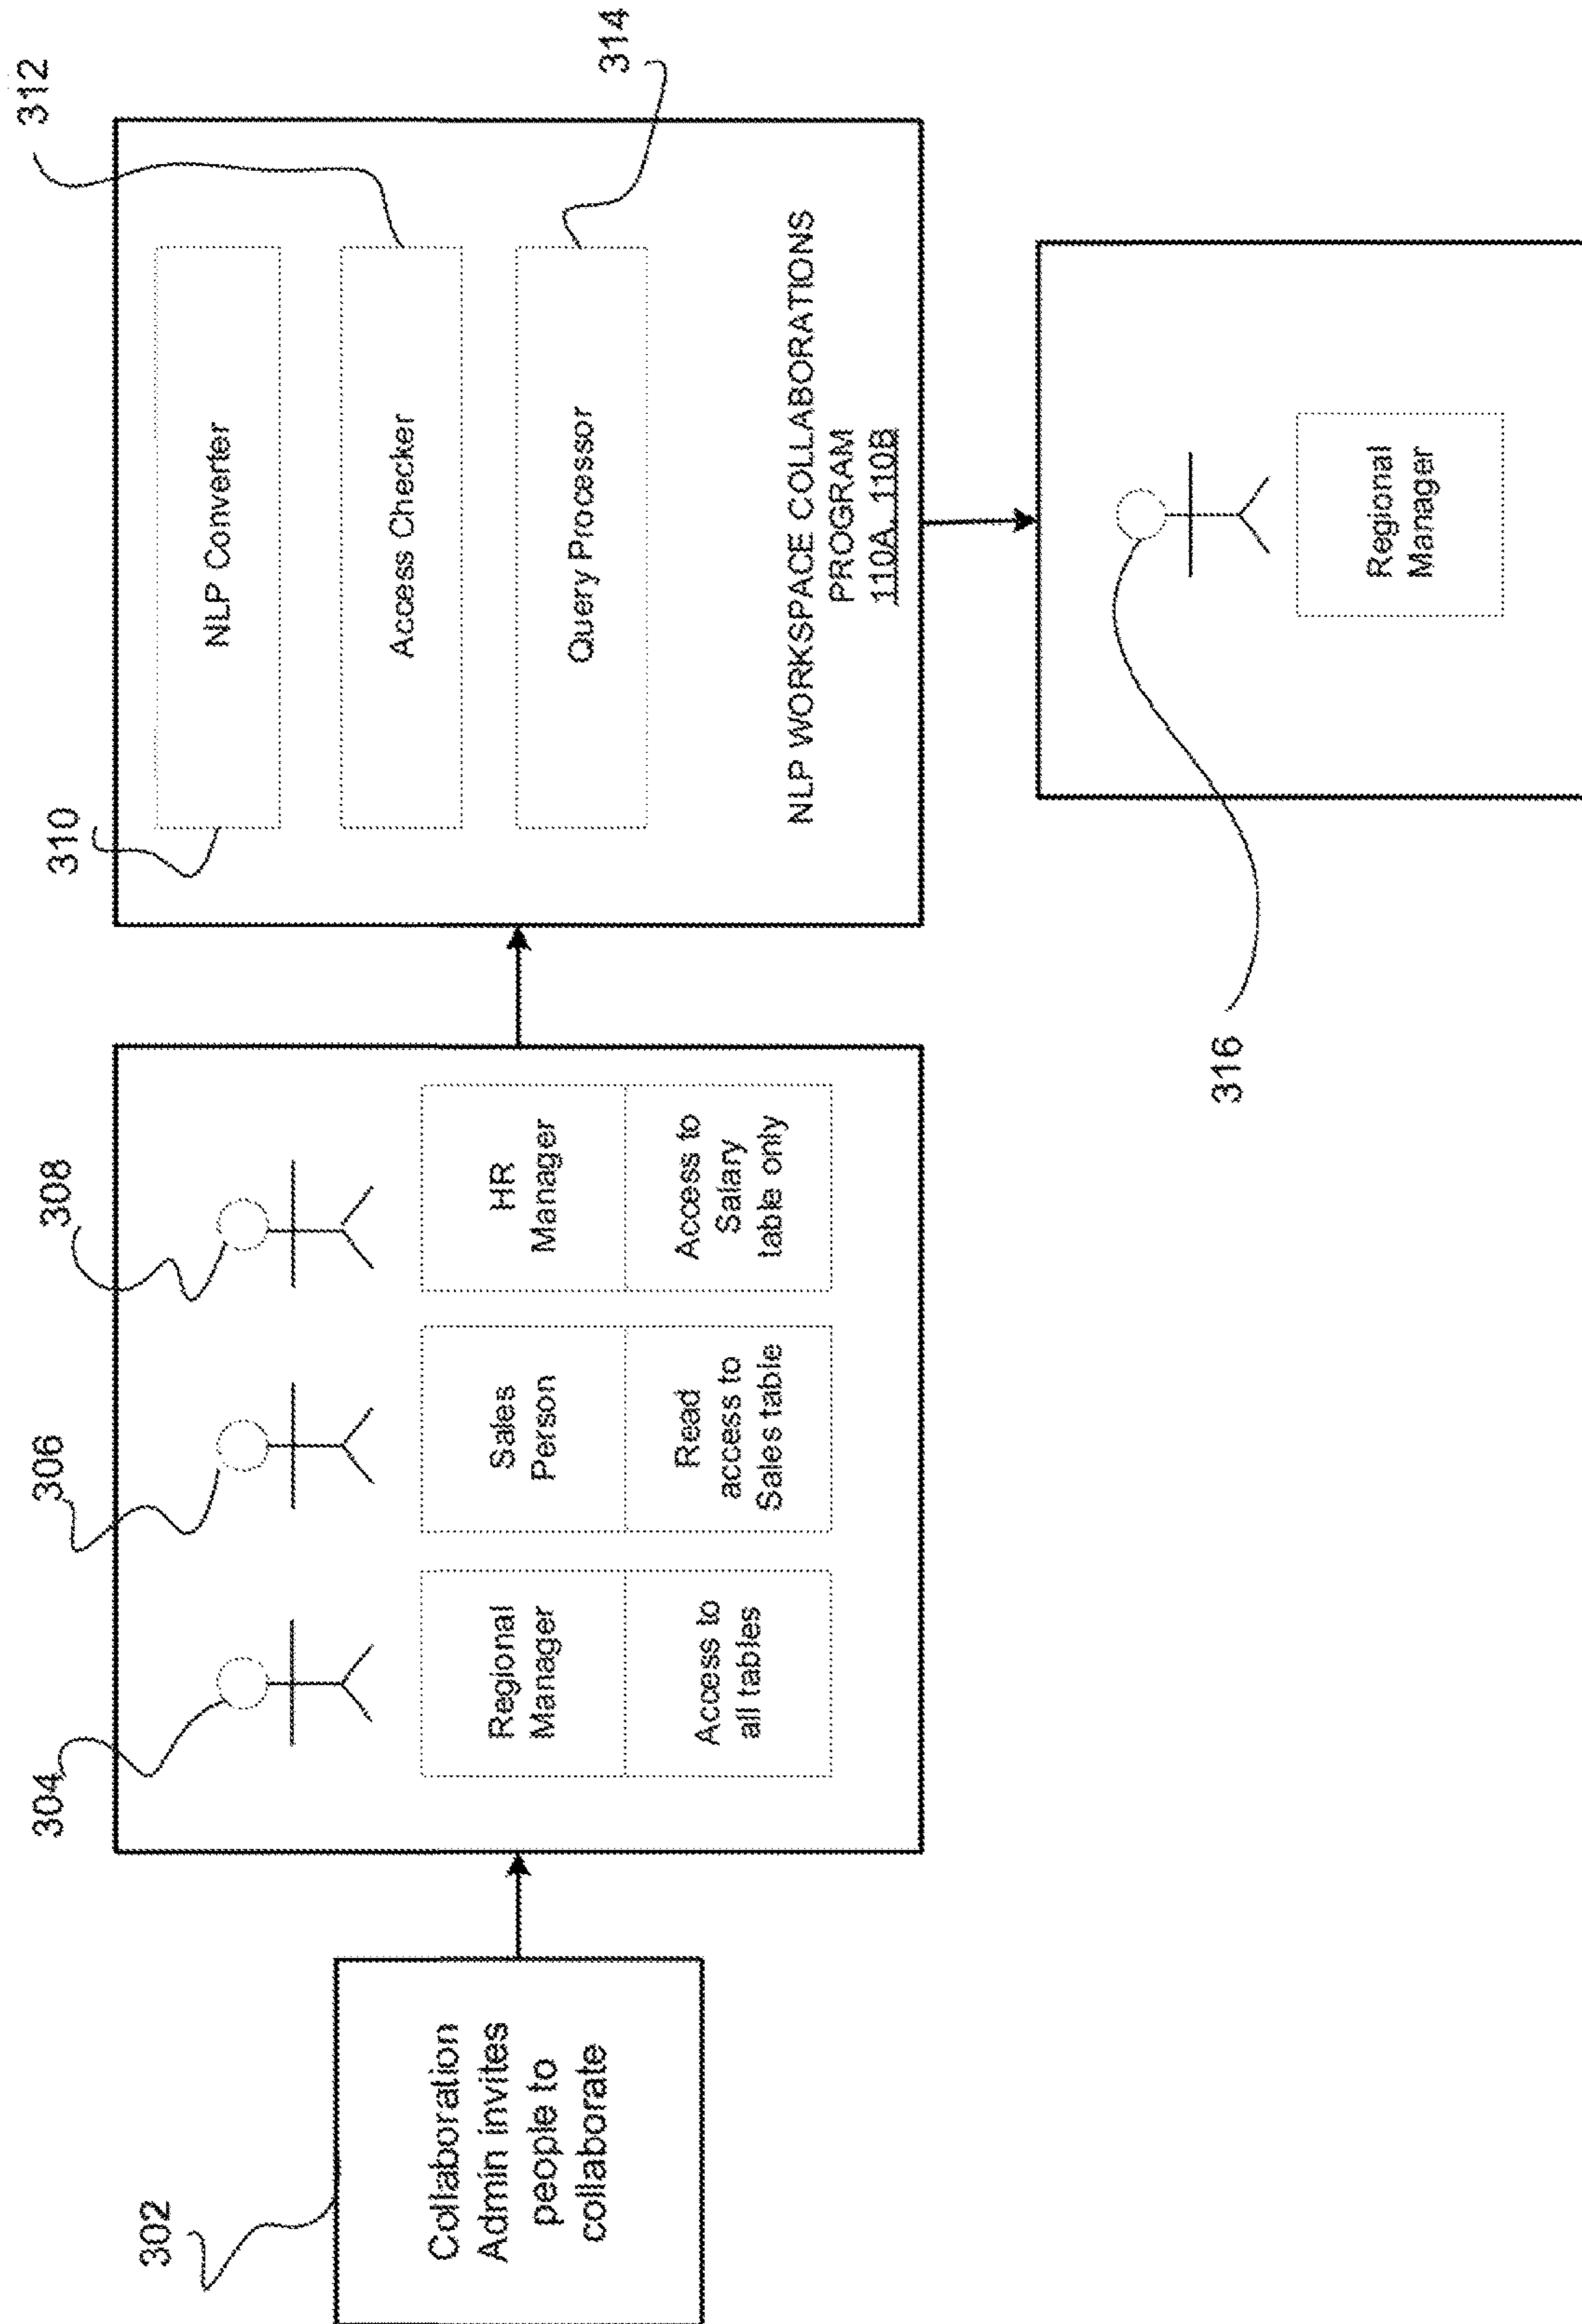 302
Collaboration
Admin invites
people to
collaborate
304
306
308
Regional
Manager
Access to
all tables
Sales
Person
Read
access to
Sales table
HR
Manager
Access to
Salary
table only
310
312
314
NLP Converter
Access Checker
Query Processor
NLP WORKSPACE COLLABORATIONS
PROGRAM
110A, 110B
316
Regional
Manager